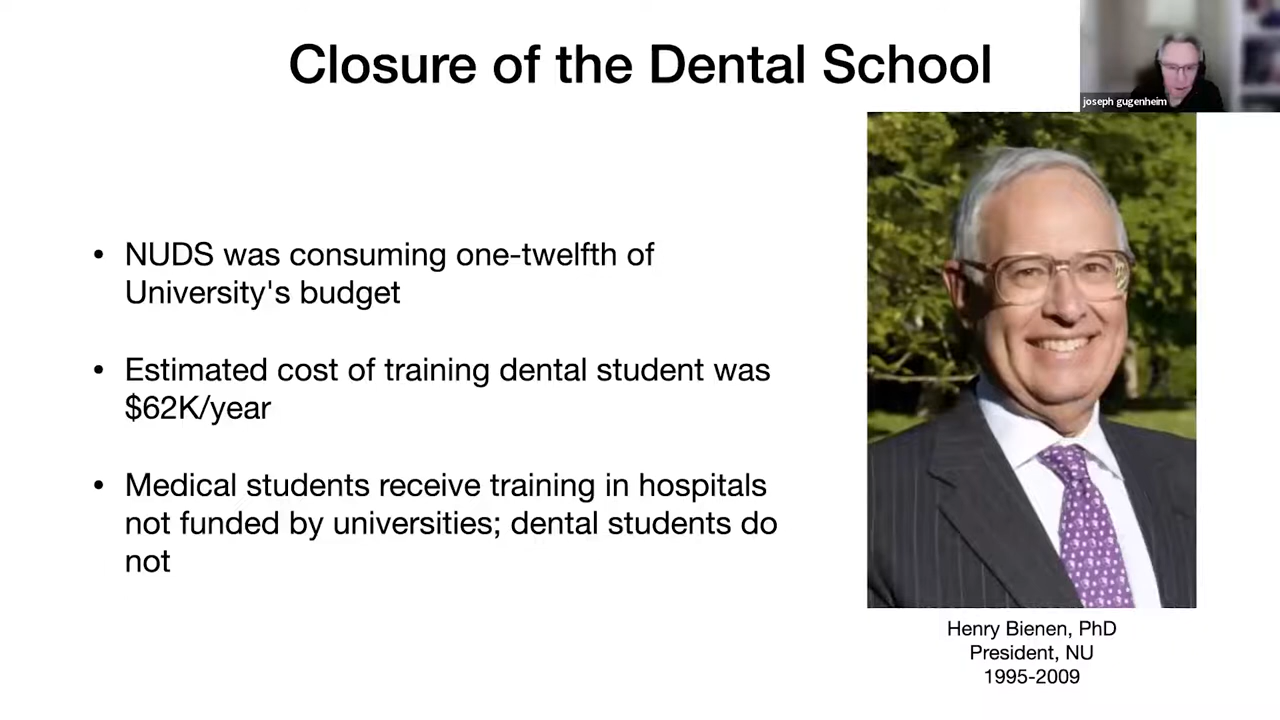 Closure of the Dental School
joseph gugenheim
• NUDS was consuming one-twelfth of
University's budget
• Estimated cost of training dental student was
$62K/year
• Medical students receive training in hospitals
not funded by universities; dental students do
not
Henry Bienen, PhD
President, NU
1995-2009